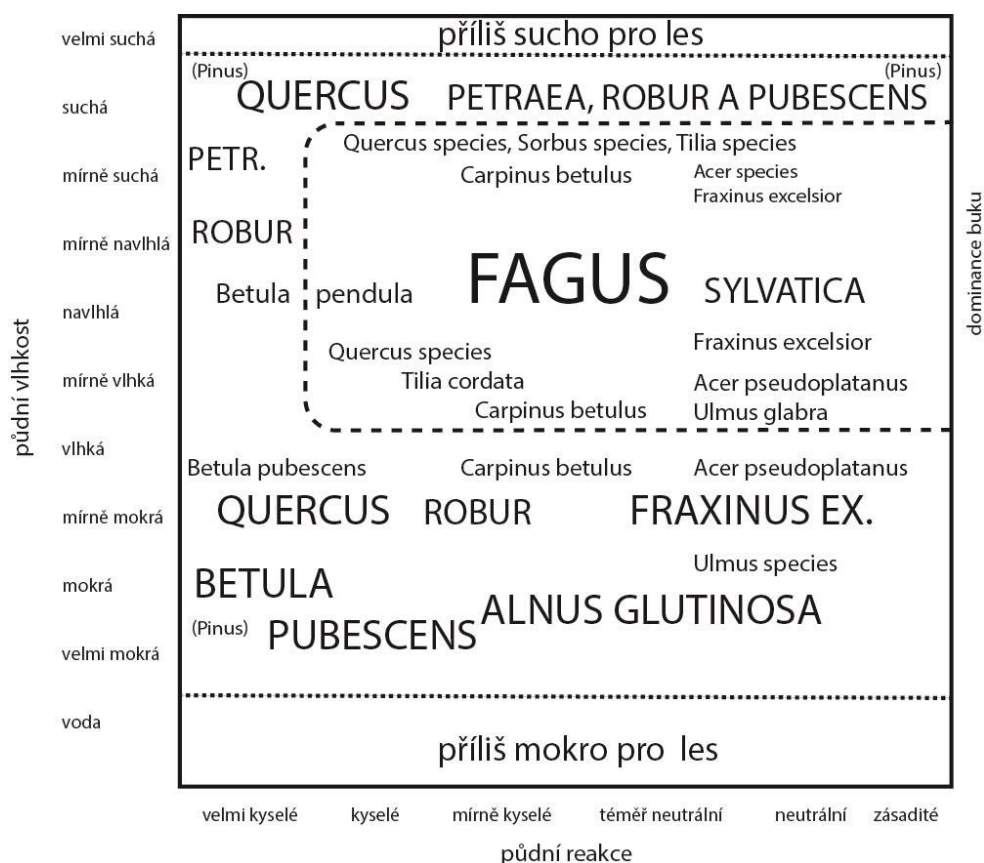 velmi suchá
příliš sucho pro les
(Pinus) (Pinus)
suchá
QUERCUS PETRAEA, ROBUR A PUBESCENS
Quercus species, Sorbus species, Tilia species
PETR.
mírně suchá
Carpinus betulus
Acer species
Fraxinus excelsior
ROBUR
mírně navlhlá
FAGUS SYLVATICA
Betula pendula
navlhlá
Fraxinus excelsior
Quercus species
mírně vlhká
Tilia cordata
Acer pseudoplatanus
Carpinus betulus
Ulmus glabra
dominance buku
půdní vlhkost
vlhká
Betula pubescens Carpinus betulus Acer pseudoplatanus
mírně mokrá
QUERCUS ROBUR FRAXINUS EX.
Ulmus species
mokrá
BETULA
ALNUS GLUTINOSA
(Pinus) PUBESCENS
velmi mokrá
voda
příliš mokro pro les
velmi kyselé kyselé mírně kyselé téměř neutrální neutrální zásadité
půdní reakce